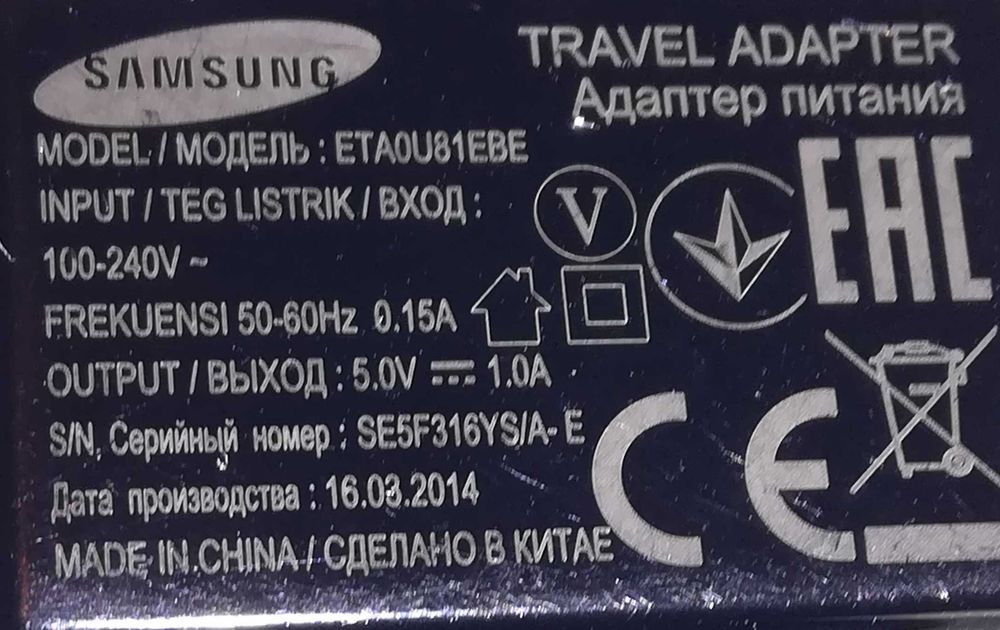 SAMSUNG
TRAVEL ADAPTER
Адаптер питания
MODEL / МОДЕЛЬ : ETA0U81EBE
INPUT / TEG LISTRIK / ВХОД :
100-240V ~
FREKUENSI 50-60Hz 0.15A
OUTPUT / ВЫХОД : 5.0V ⎓ 1.0A
S/N, Серийный номер : SE5F316YS/A- E
Дата производства : 16.03.2014
MADE IN CHINA / СДЕЛАНО В КИТАЕ
V
EAC
CE